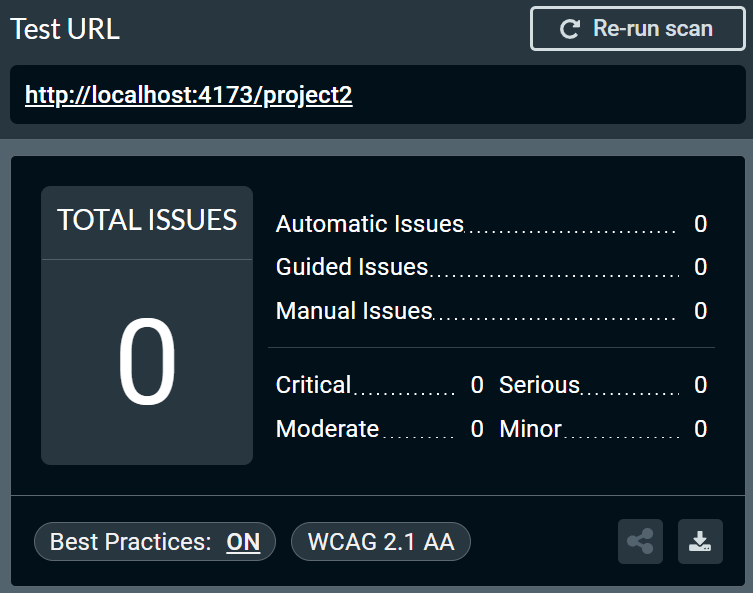 Test URL
Re-run scan
http://localhost:4173/project2
TOTAL ISSUES
0
Automatic Issues 0
Guided Issues 0
Manual Issues 0
Critical 0 Serious 0
Moderate 0 Minor 0
Best Practices: ON
WCAG 2.1 AA